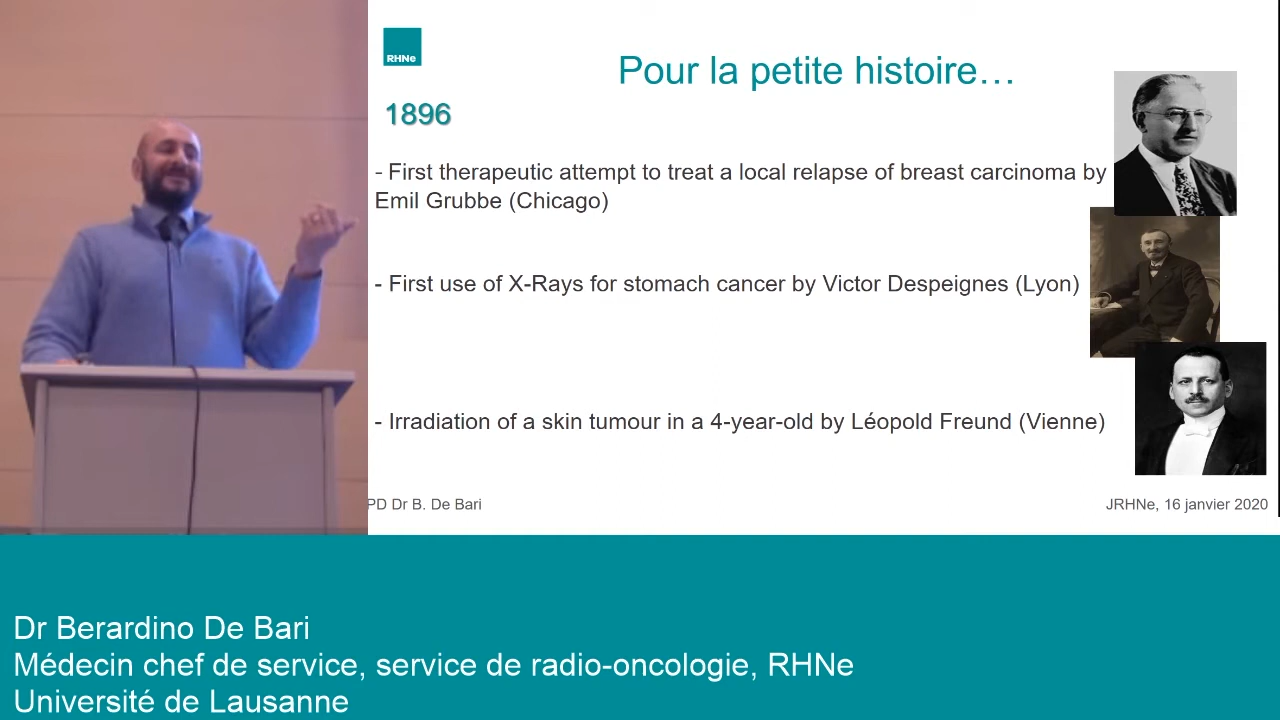 RHNe
Pour la petite histoire…
1896
- First therapeutic attempt to treat a local relapse of breast carcinoma by
Emil Grubbe (Chicago)
- First use of X-Rays for stomach cancer by Victor Despeignes (Lyon)
- Irradiation of a skin tumour in a 4-year-old by Léopold Freund (Vienne)
PD Dr B. De Bari
JRHNe, 16 janvier 2020
Dr Berardino De Bari
Médecin chef de service, service de radio-oncologie, RHNe
Université de Lausanne